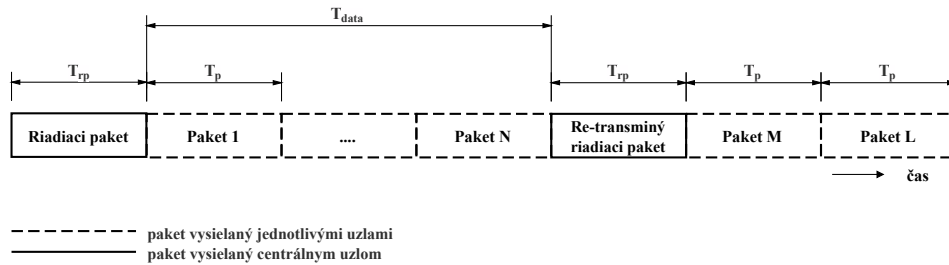 T_data
T_rp
T_p
T_rp
T_p
T_p
Riadiaci paket
Paket 1
....
Paket N
Re-transminý
riadiaci paket
Paket M
Paket L
čas
paket vysielaný jednotlivými uzlami
paket vysielaný centrálnym uzlom